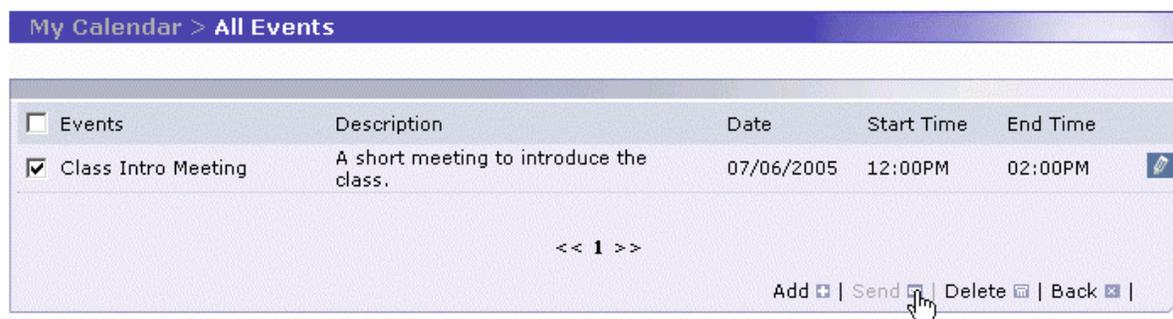 My Calendar > All Events
Events Description Date Start Time End Time
Class Intro Meeting A short meeting to introduce the class. 07/06/2005 12:00PM 02:00PM
<< 1 >>
Add | Send | Delete | Back |